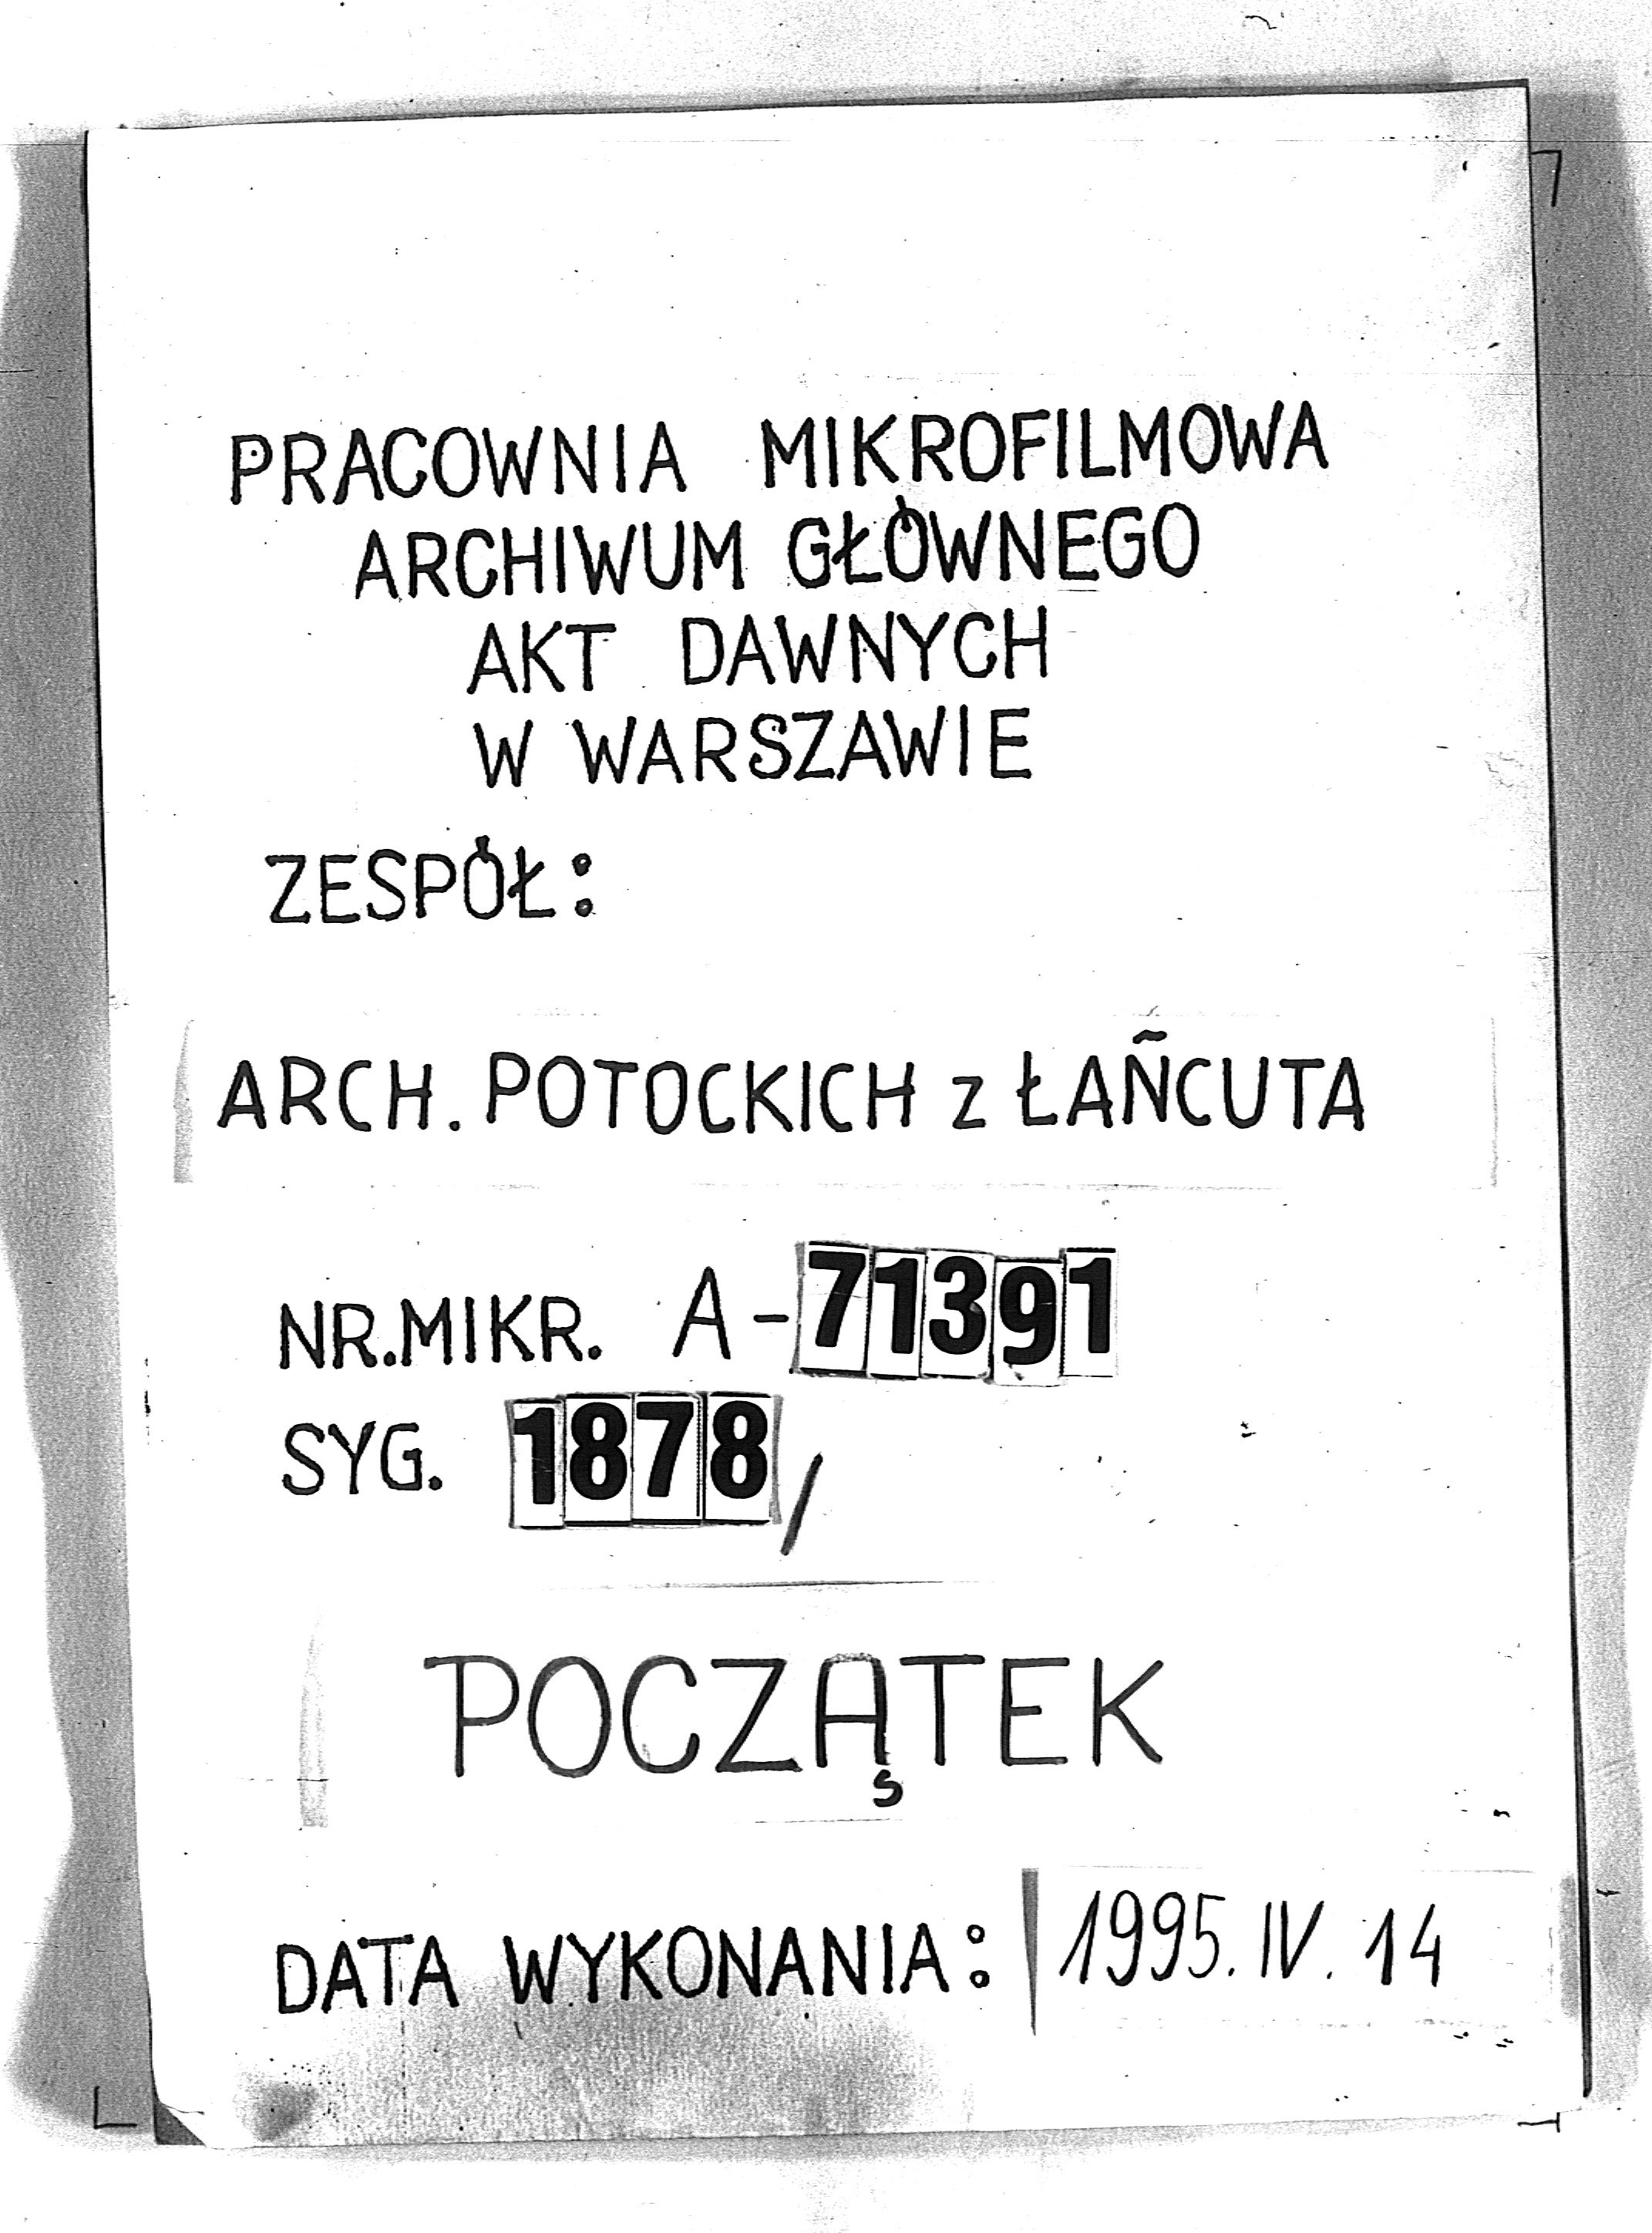 PRACOWNIA MIKROFILMOWA
ARCHIWUM GŁÓWNEGO
AKT DAWNYCH
W WARSZAWIE
ZESPÓŁ:
ARCH. POTOCKICH z ŁAŃCUTA
NR.MIKR. A-71391
SYG. 1878/
POCZĄTEK
DATA WYKONANIA: 1995.IV.14